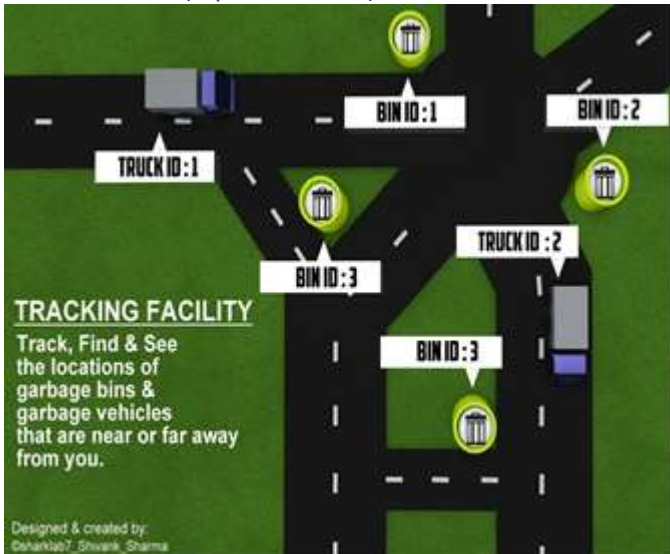 BIN ID : 1
BIN ID : 2
TRUCK ID : 1
TRUCK ID : 2
BIN ID : 3
BIN ID : 3
TRACKING FACILITY
Track, Find & See
the locations of
garbage bins &
garbage vehicles
that are near or far away
from you.
Designed & created by:
©sharklab7_Shivank_Sharma